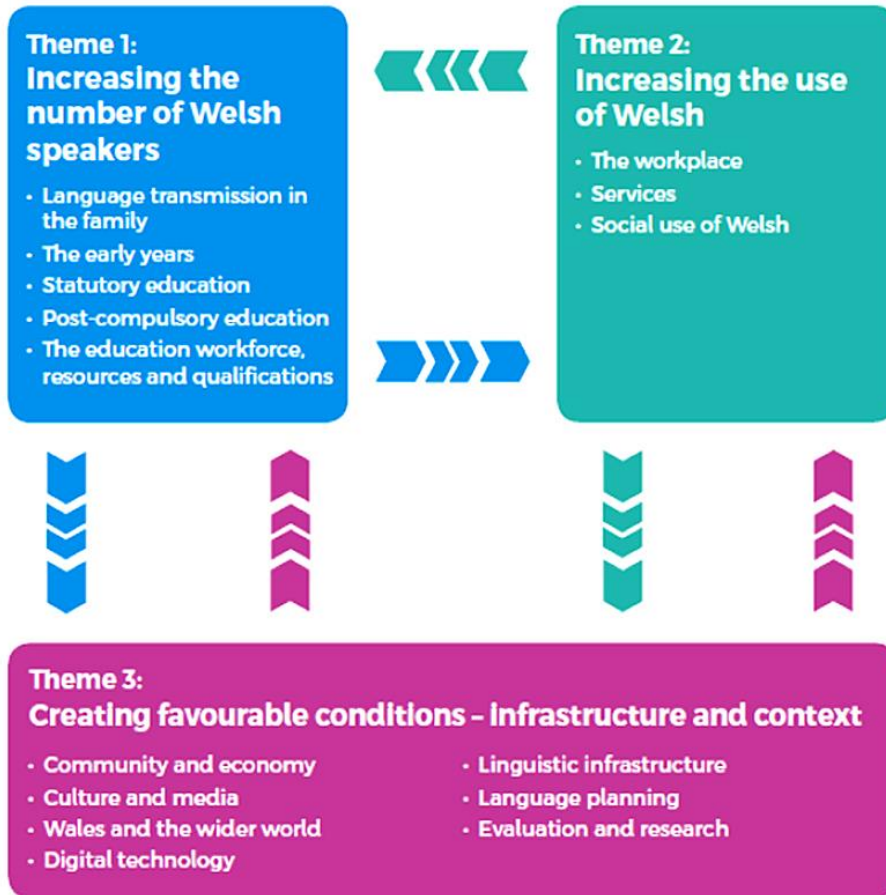 Theme 1:
Increasing the
number of Welsh
speakers
• Language transmission in
the family
• The early years
• Statutory education
• Post-compulsory education
• The education workforce,
resources and qualifications
Theme 2:
Increasing the use
of Welsh
• The workplace
• Services
• Social use of Welsh
Theme 3:
Creating favourable conditions – infrastructure and context
• Community and economy
• Culture and media
• Wales and the wider world
• Digital technology
• Linguistic infrastructure
• Language planning
• Evaluation and research